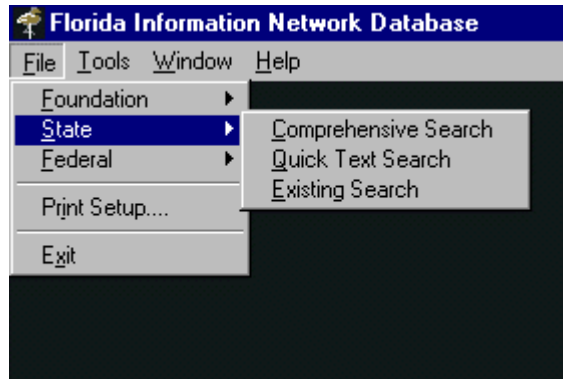 Florida Information Network Database
File Tools Window Help
Foundation
State
Federal
Print Setup....
Exit
Comprehensive Search
Quick Text Search
Existing Search